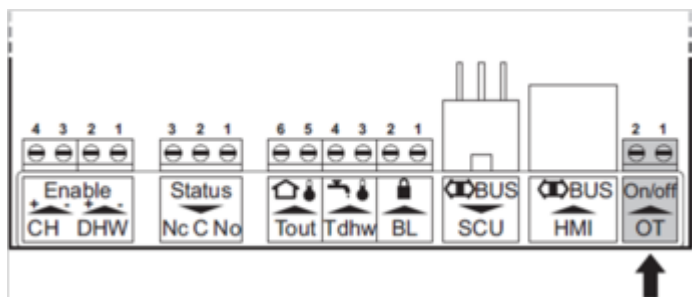 4 3 2 1 3 2 1 6 5 4 3 2 1 2 1
Enable Status BUS BUS On/off
+ - + -
CH DHW Nc C No Tout Tdhw BL SCU HMI OT